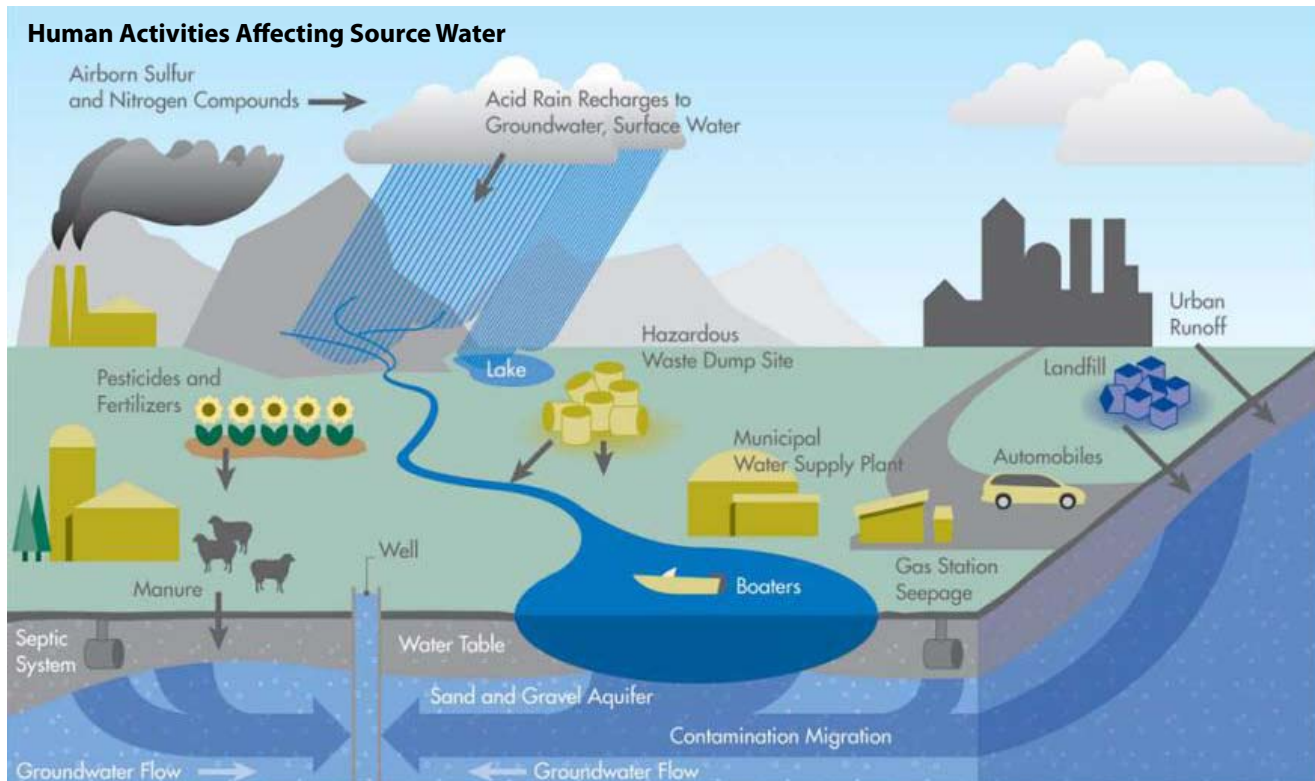 Human Activities Affecting Source Water
Airborn Sulfur
and Nitrogen Compounds
Acid Rain Recharges to
Groundwater, Surface Water
Urban
Runoff
Hazardous
Waste Dump Site
Lake
Landfill
Pesticides and
Fertilizers
Municipal
Water Supply Plant
Automobiles
Well
Gas Station
Seepage
Boaters
Manure
Septic
System
Water Table
Sand and Gravel Aquifer
Contamination Migration
Groundwater Flow
Groundwater Flow